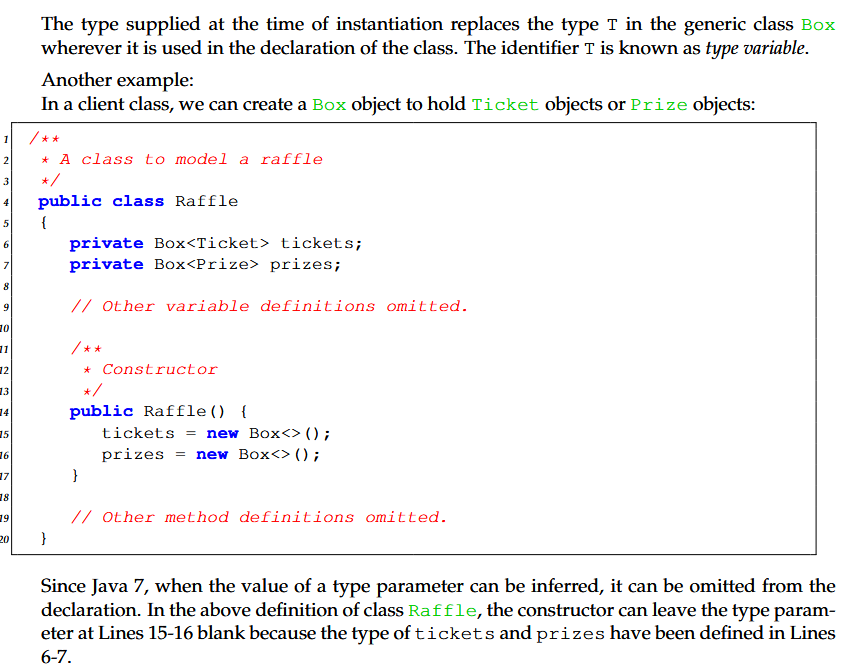 The type supplied at the time of instantiation replaces the type T in the generic class Box
wherever it is used in the declaration of the class. The identifier T is known as type variable.
Another example:
In a client class, we can create a Box object to hold Ticket objects or Prize objects:
1 /**
2 * A class to model a raffle
3 */
4 public class Raffle
5 {
6 private Box<Ticket> tickets;
7 private Box<Prize> prizes;
8
9 // Other variable definitions omitted.
10
11 /**
12 * Constructor
13 */
14 public Raffle() {
15 tickets = new Box<>();
16 prizes = new Box<>();
17 }
18
19 // Other method definitions omitted.
20 }
Since Java 7, when the value of a type parameter can be inferred, it can be omitted from the
declaration. In the above definition of class Raffle, the constructor can leave the type param-
eter at Lines 15-16 blank because the type of tickets and prizes have been defined in Lines
6-7.